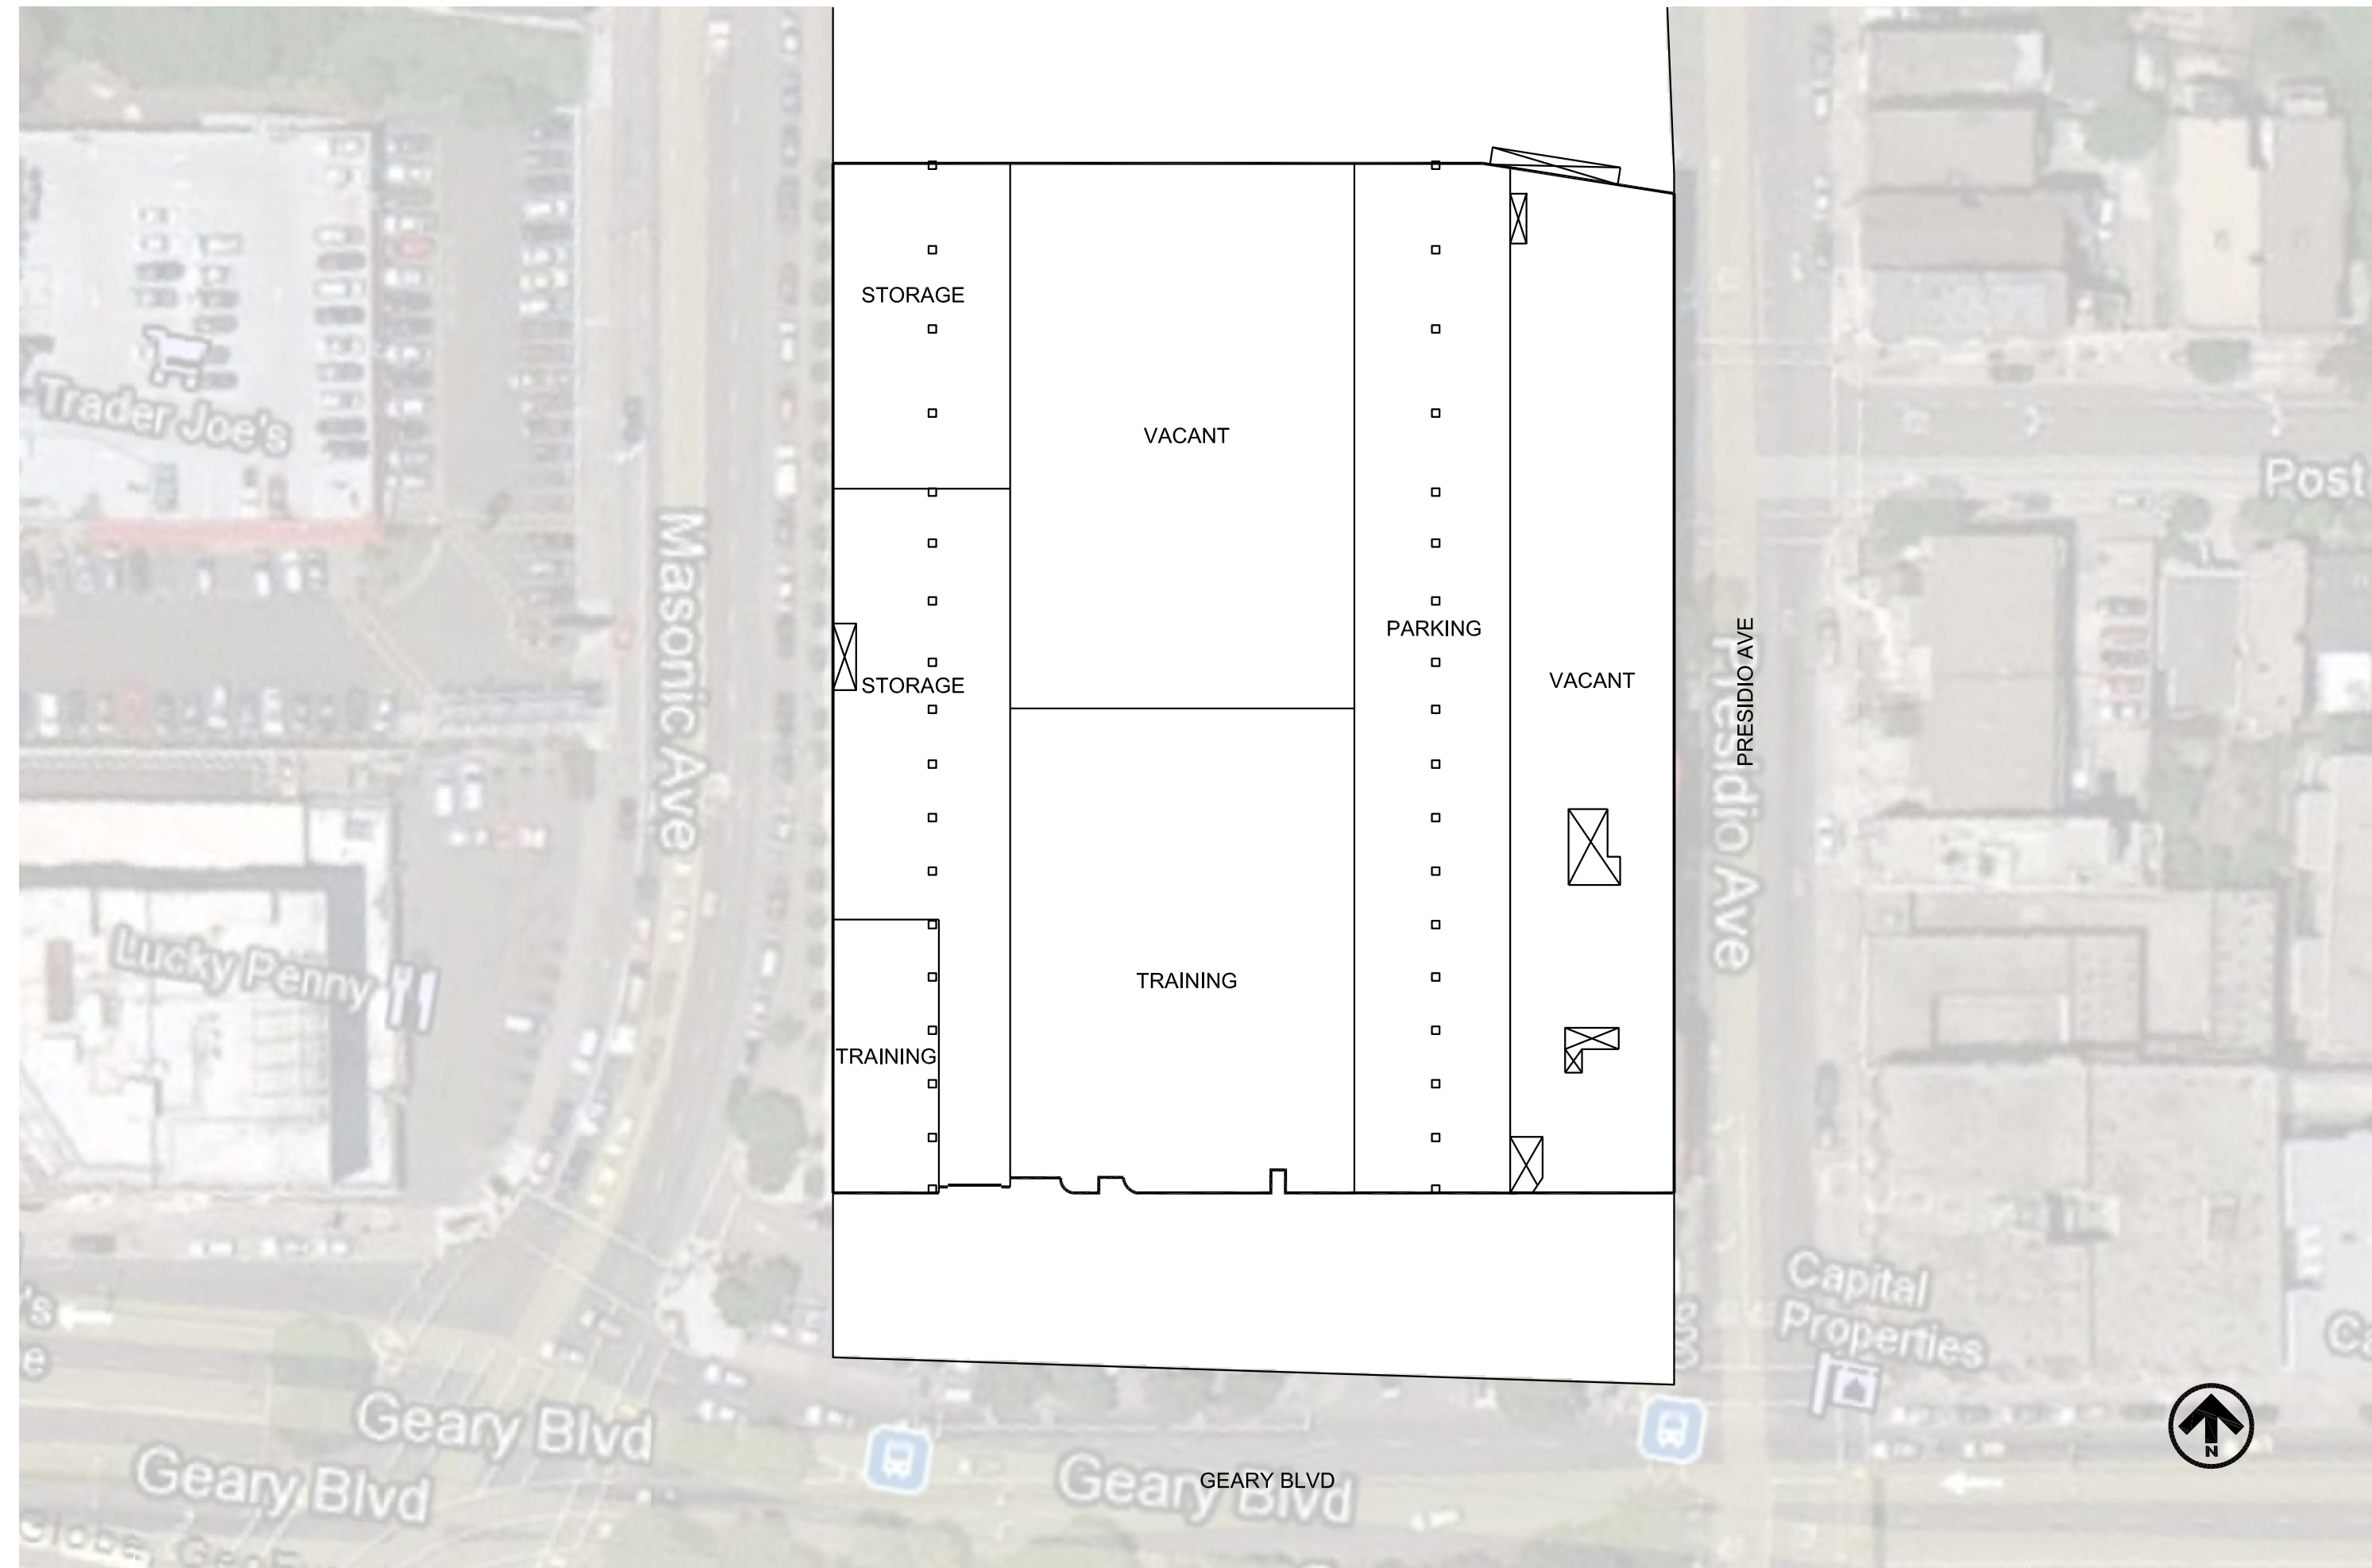 STORAGE
Trader Joe's
VACANT
Post
Masonic Ave
PARKING
PRESIDIO AVE
Presidio Ave
STORAGE
VACANT
Lucky Penny
TRAINING
TRAINING
Capital
Properties
's
e
Geary Blvd
Geary Blvd
Geary Blvd
GEARY BLVD
N